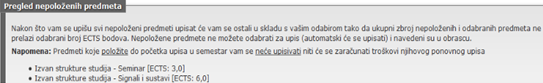 Pregled nepoloženih predmeta
Nakon što vam se upišu svi nepoloženi predmeti upisat će vam se ostali u skladu s vašim odabirom tako da ukupni zbroj nepoloženih i odabranih predmeta ne
prelazi odabrani broj ECTS bodova. Nepoložene predmete ne možete odabrati za upis (automatski će se upisati) i navedeni su u obrascu.
Napomena: Predmeti koje položite do početka upisa u semestar vam se neće upisivati niti će se zaračunati troškovi njihovog ponovnog upisa
• Izvan strukture studija - Seminar [ECTS: 3,0]
• Izvan strukture studija - Signali i sustavi [ECTS: 6,0]